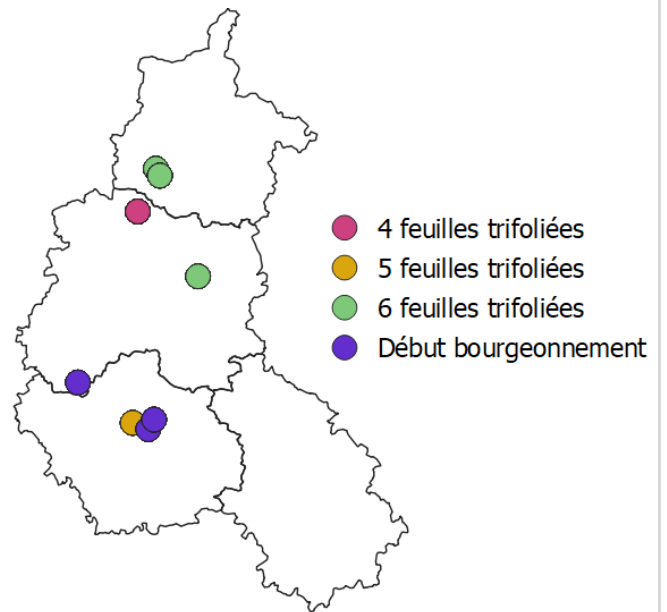 4 feuilles trifoliées
5 feuilles trifoliées
6 feuilles trifoliées
Début bourgeonnement